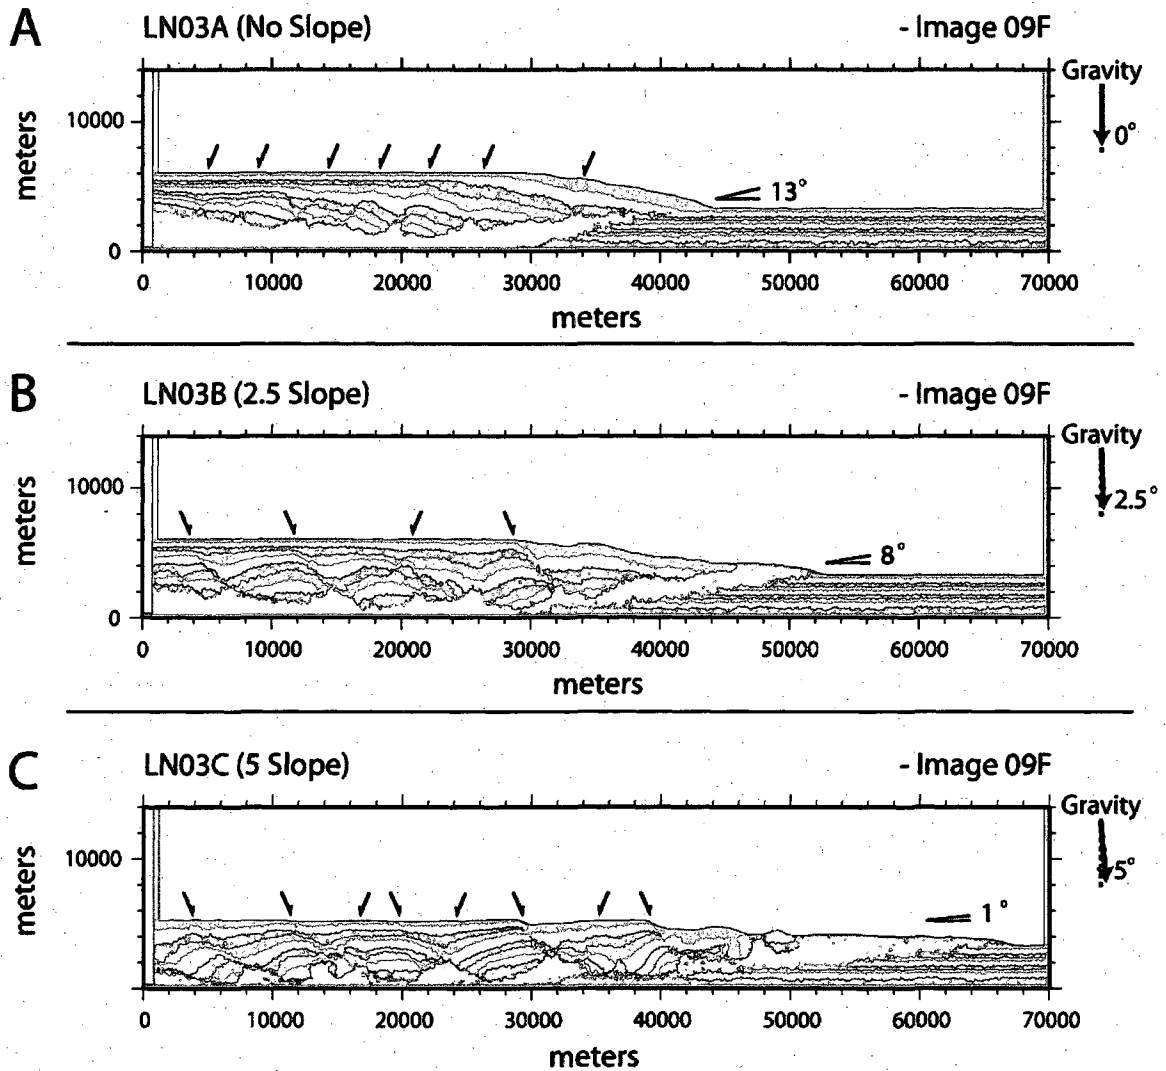 A
LN03A (No Slope)
- Image 09F
Gravity
0°
13°
10000
0
meters
0 10000 20000 30000 40000 50000 60000 70000
meters
B
LN03B (2.5 Slope)
- Image 09F
Gravity
2.5°
8°
10000
0
meters
0 10000 20000 30000 40000 50000 60000 70000
meters
C
LN03C (5 Slope)
- Image 09F
Gravity
5°
1°
10000
meters
0 10000 20000 30000 40000 50000 60000 70000
meters